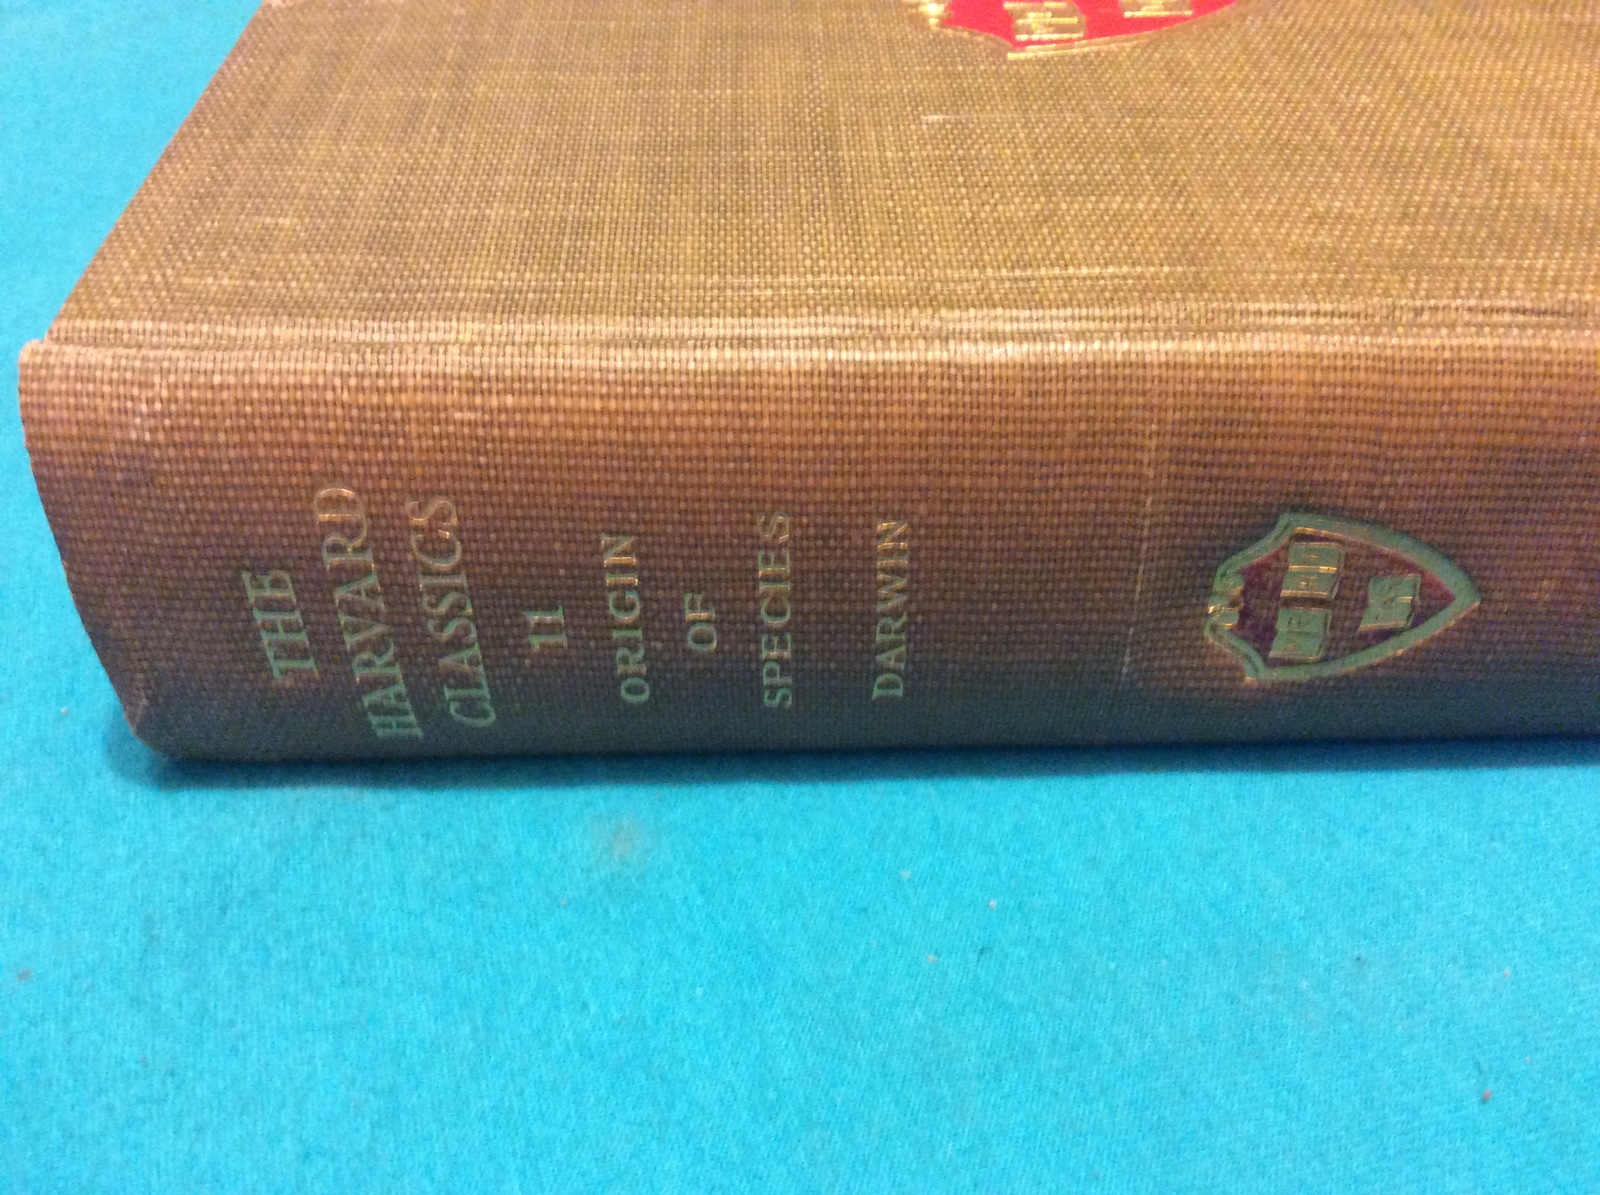 THE
HARVARD
CLASSICS
11
ORIGIN
OF
SPECIES
DARWIN